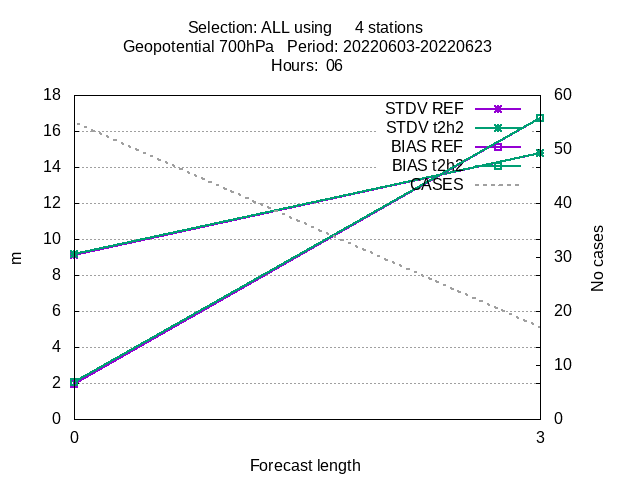 Selection: ALL using 4 stations
Geopotential 700hPa Period: 20220603-20220623
Hours: 06
18 60
STDV REF
16
STDV t2h2
50
BIAS REF
14
BIAS t2h2
12 40
CASES
10
30
m
No cases
8
6 20
4
10
2
0 0
0 3
Forecast length